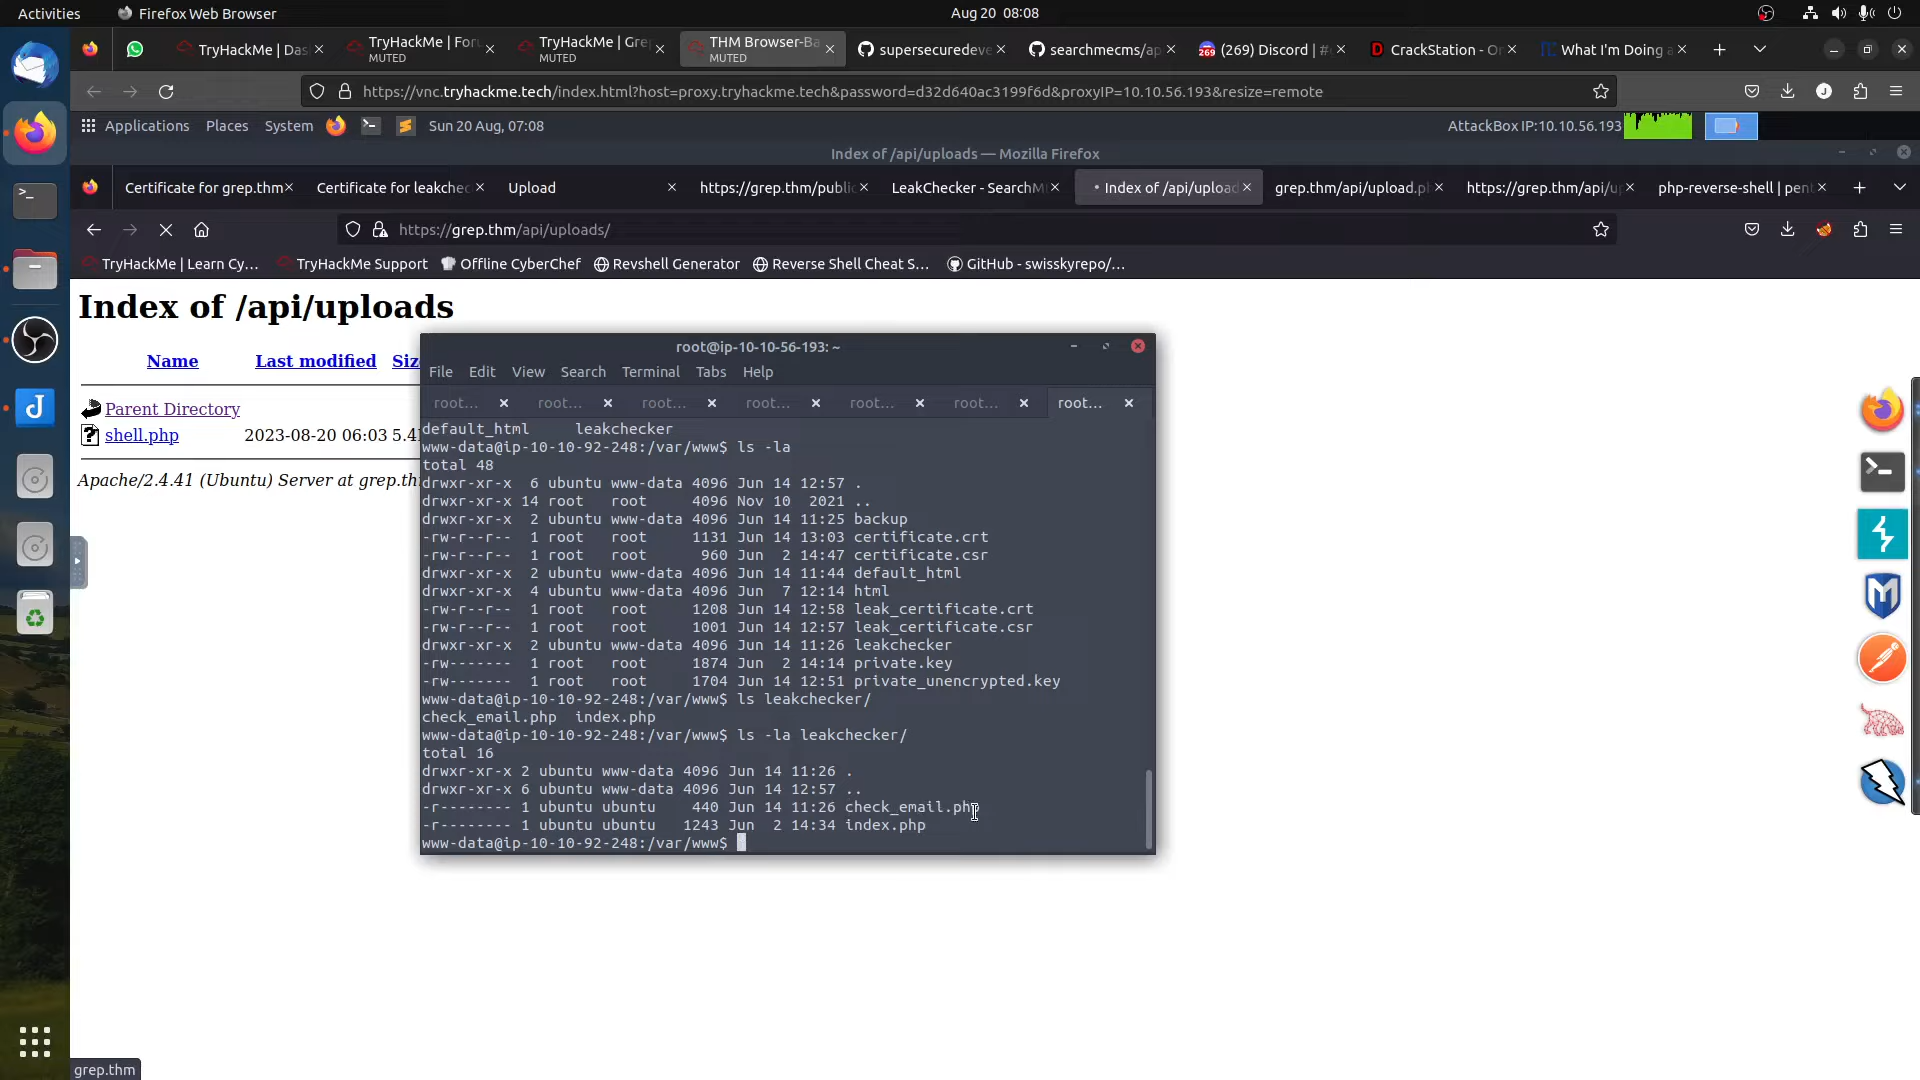 Activities
Firefox Web Browser
Aug 20 08:08
TryHackMe | Das
TryHackMe | Foru
MUTED
TryHackMe | Gre
MUTED
THM Browser-Ba
MUTED
supersecuredeve
searchmecms/ap
(269) Discord | #
CrackStation - On
What I'm Doing a
https://vnc.tryhackme.tech/index.html?host=proxy.tryhackme.tech&password=d32d640ac3199f6d&proxyIP=10.10.56.193&resize=remote
Applications Places System
Sun 20 Aug, 07:08
AttackBox IP:10.10.56.193
Index of /api/uploads — Mozilla Firefox
Certificate for grep.thm
Certificate for leakchec
Upload
https://grep.thm/public
LeakChecker - SearchM
Index of /api/upload
grep.thm/api/upload.p
https://grep.thm/api/up
php-reverse-shell | pent
https://grep.thm/api/uploads/
TryHackMe | Learn Cy...
TryHackMe Support
Offline CyberChef
Revshell Generator
Reverse Shell Cheat S...
GitHub - swisskyrepo/...
Index of /api/uploads
Name Last modified Siz
Parent Directory
shell.php 2023-08-20 06:03 5.4
Apache/2.4.41 (Ubuntu) Server at grep.th
root@ip-10-10-56-193: ~
File Edit View Search Terminal Tabs Help
root... root... root... root... root... root... root...
default_html leakchecker
www-data@ip-10-10-92-248:/var/www$ ls -la
total 48
drwxr-xr-x 6 ubuntu www-data 4096 Jun 14 12:57 .
drwxr-xr-x 14 root root 4096 Nov 10 2021 ..
drwxr-xr-x 2 ubuntu www-data 4096 Jun 14 11:25 backup
-rw-r--r-- 1 root root 1131 Jun 14 13:03 certificate.crt
-rw-r--r-- 1 root root 960 Jun 2 14:47 certificate.csr
drwxr-xr-x 2 ubuntu www-data 4096 Jun 14 11:44 default_html
drwxr-xr-x 4 ubuntu www-data 4096 Jun 7 12:14 html
-rw-r--r-- 1 root root 1208 Jun 14 12:58 leak_certificate.crt
-rw-r--r-- 1 root root 1001 Jun 14 12:57 leak_certificate.csr
drwxr-xr-x 2 ubuntu www-data 4096 Jun 14 11:26 leakchecker
-rw------- 1 root root 1874 Jun 2 14:14 private.key
-rw------- 1 root root 1704 Jun 14 12:51 private_unencrypted.key
www-data@ip-10-10-92-248:/var/www$ ls leakchecker/
check_email.php index.php
www-data@ip-10-10-92-248:/var/www$ ls -la leakchecker/
total 16
drwxr-xr-x 2 ubuntu www-data 4096 Jun 14 11:26 .
drwxr-xr-x 6 ubuntu www-data 4096 Jun 14 12:57 ..
-r-------- 1 ubuntu ubuntu 440 Jun 14 11:26 check_email.php
-r-------- 1 ubuntu ubuntu 1243 Jun 2 14:34 index.php
www-data@ip-10-10-92-248:/var/www$
grep.thm